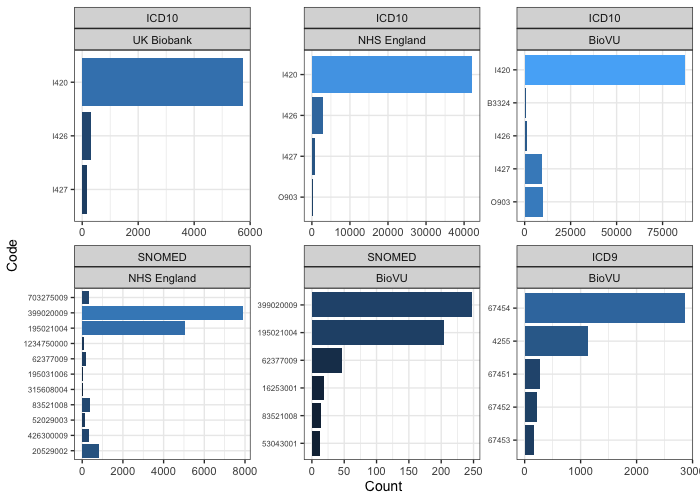 ICD10
ICD10
ICD10
UK Biobank
NHS England
BioVU
I420
I426
I427
0
2000
4000
6000
I420
I426
I427
O903
0
10000
20000
30000
40000
I420
B3324
I426
I427
O903
0
25000
50000
75000
Code
SNOMED
SNOMED
ICD9
NHS England
BioVU
BioVU
703275009
399020009
195021004
1234750000
62377009
195031006
315608004
83521008
52029003
426300009
20529002
0
2000
4000
6000
8000
399020009
195021004
62377009
16253001
83521008
53043001
0
50
100
150
200
250
67454
4255
67451
67452
67453
0
1000
2000
3000
Count